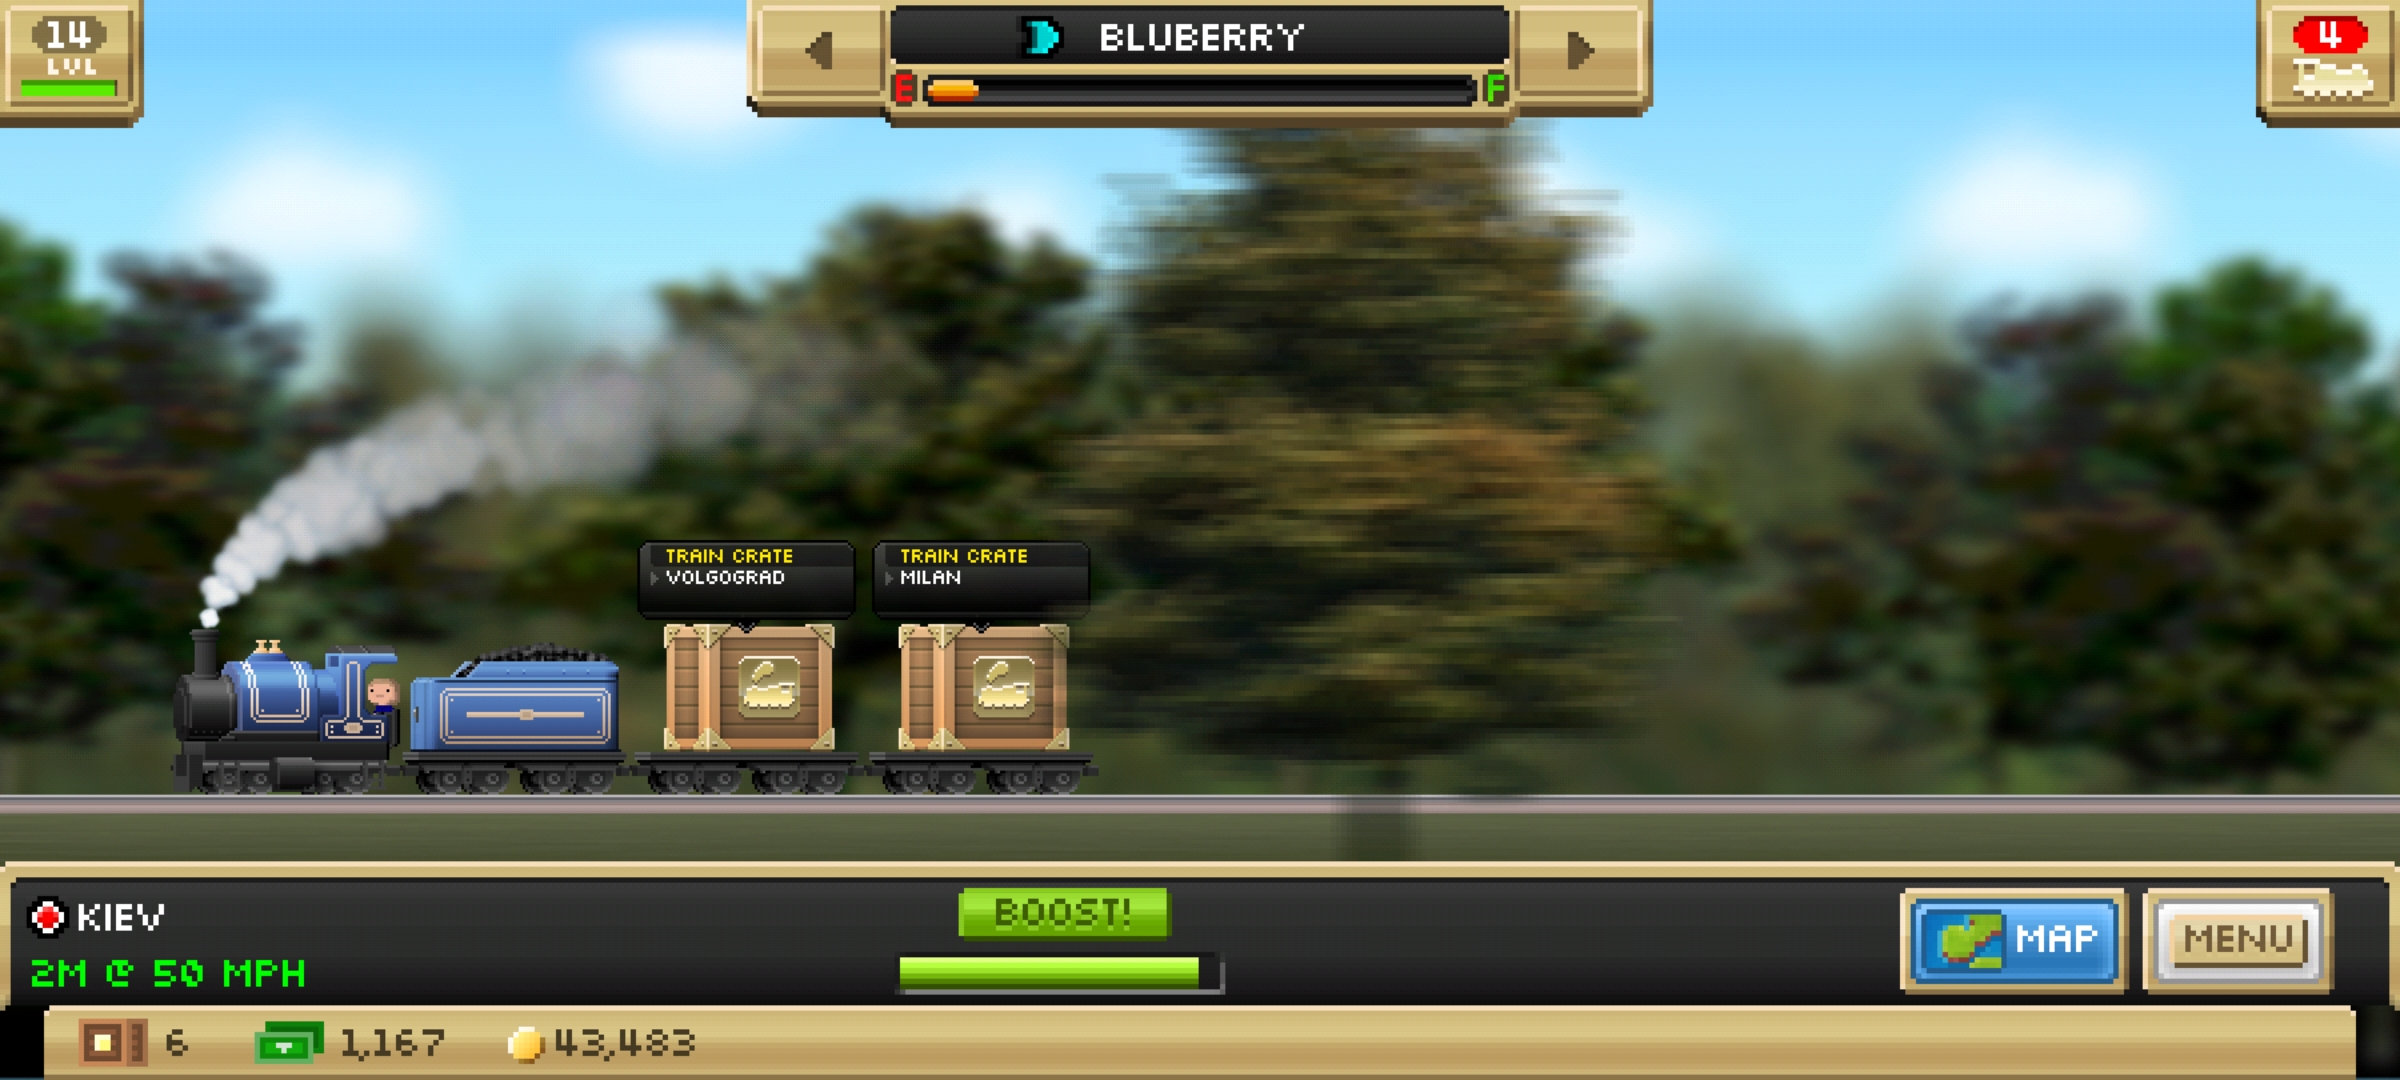 14
LVL
BLUBERRY
E
F
4
TRAIN CRATE
VOLGOGRAD
TRAIN CRATE
MILAN
KIEV
2M @ 50 MPH
BOOST!
MAP
MENU
6
1,167
43,483